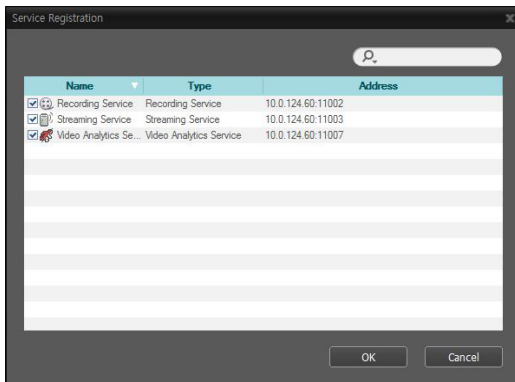 Service Registration
Name Type Address
Recording Service Recording Service 10.0.124.60:11002
Streaming Service Streaming Service 10.0.124.60:11003
Video Analytics Se... Video Analytics Service 10.0.124.60:11007
OK Cancel